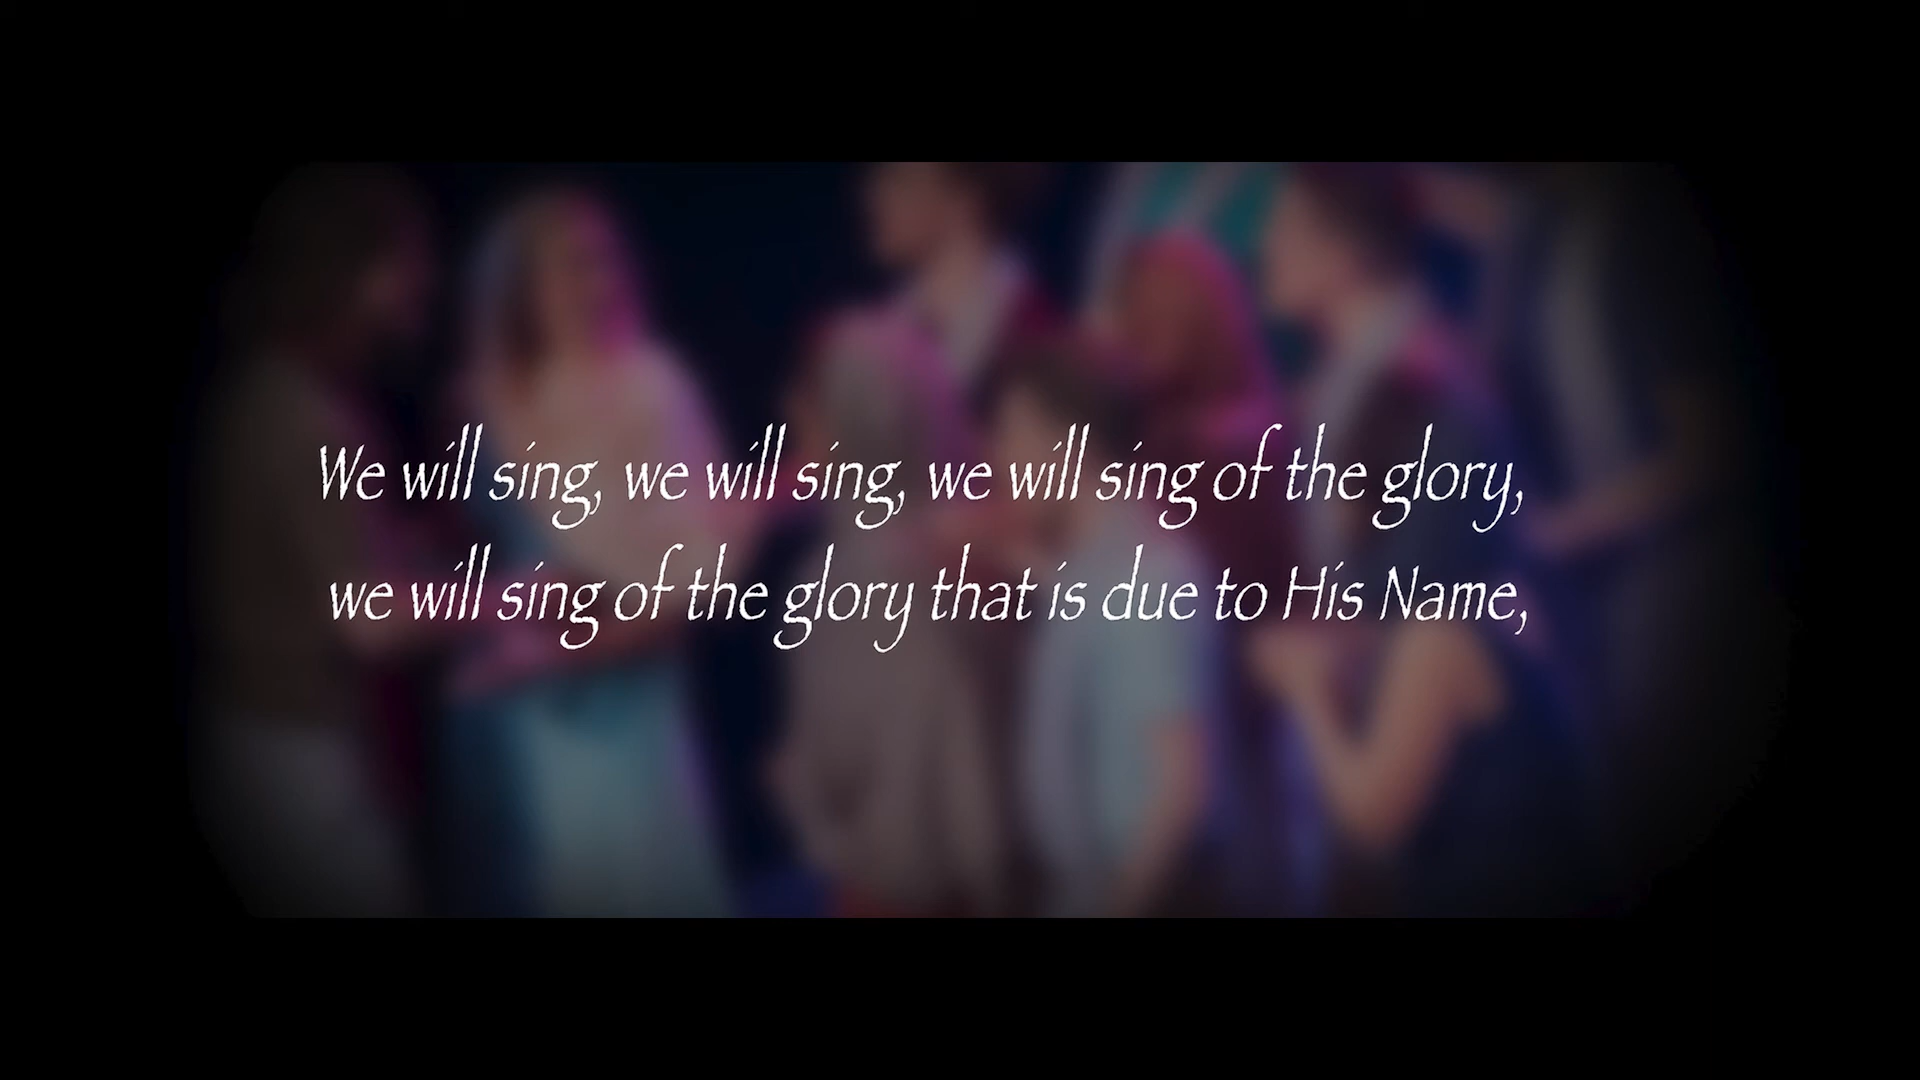 We will sing, we will sing, we will sing of the glory,
we will sing of the glory that is due to His Name,